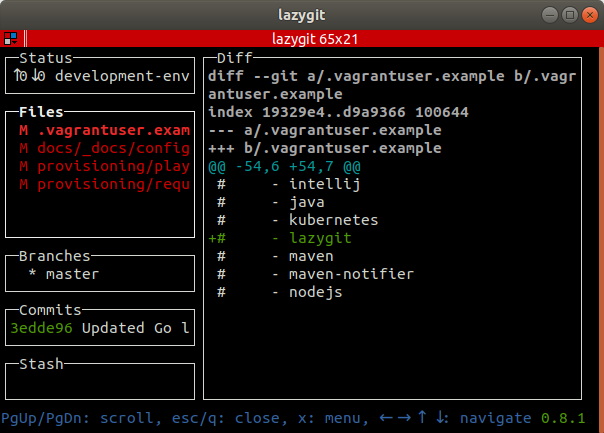 lazygit
lazygit 65x21
Status
↑0↓0 development-env
Files
M .vagrantuser.exam
M docs/_docs/config
M provisioning/play
M provisioning/requ
Branches
* master
Commits
3edde96 Updated Go l
Stash
Diff
diff --git a/.vagrantuser.example b/.vagr
antuser.example
index 19329e4..d9a9366 100644
--- a/.vagrantuser.example
+++ b/.vagrantuser.example
@@ -54,6 +54,7 @@
#     - intellij
#     - java
#     - kubernetes
+#     - lazygit
#     - maven
#     - maven-notifier
#     - nodejs
PgUp/PgDn: scroll, esc/q: close, x: menu, ←→↑↓: navigate 0.8.1